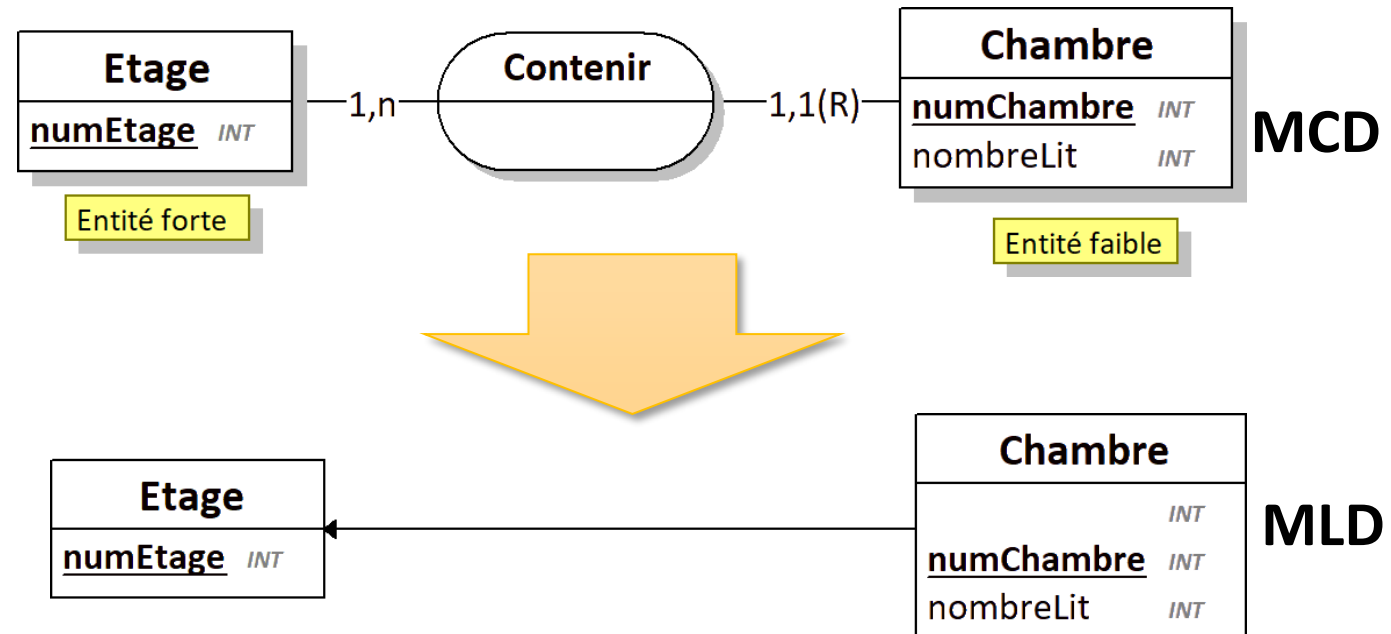 Etage
numEtage INT
1,n
Contenir
1,1(R)
Chambre
numChambre INT
nombreLit INT
MCD
Entité forte
Entité faible
Etage
numEtage INT
Chambre
INT
numChambre INT
nombreLit INT
MLD